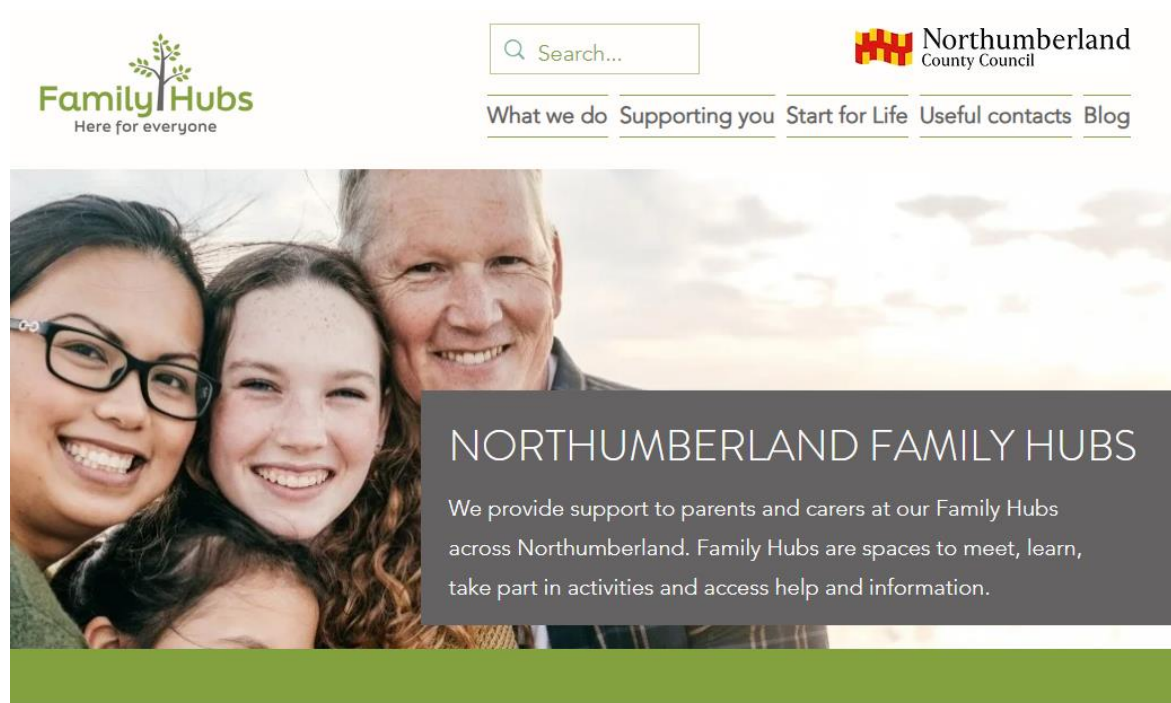 Family Hubs
Here for everyone
Search...
Northumberland
County Council
What we do Supporting you Start for Life Useful contacts Blog
NORTHUMBERLAND FAMILY HUBS
We provide support to parents and carers at our Family Hubs
across Northumberland. Family Hubs are spaces to meet, learn,
take part in activities and access help and information.